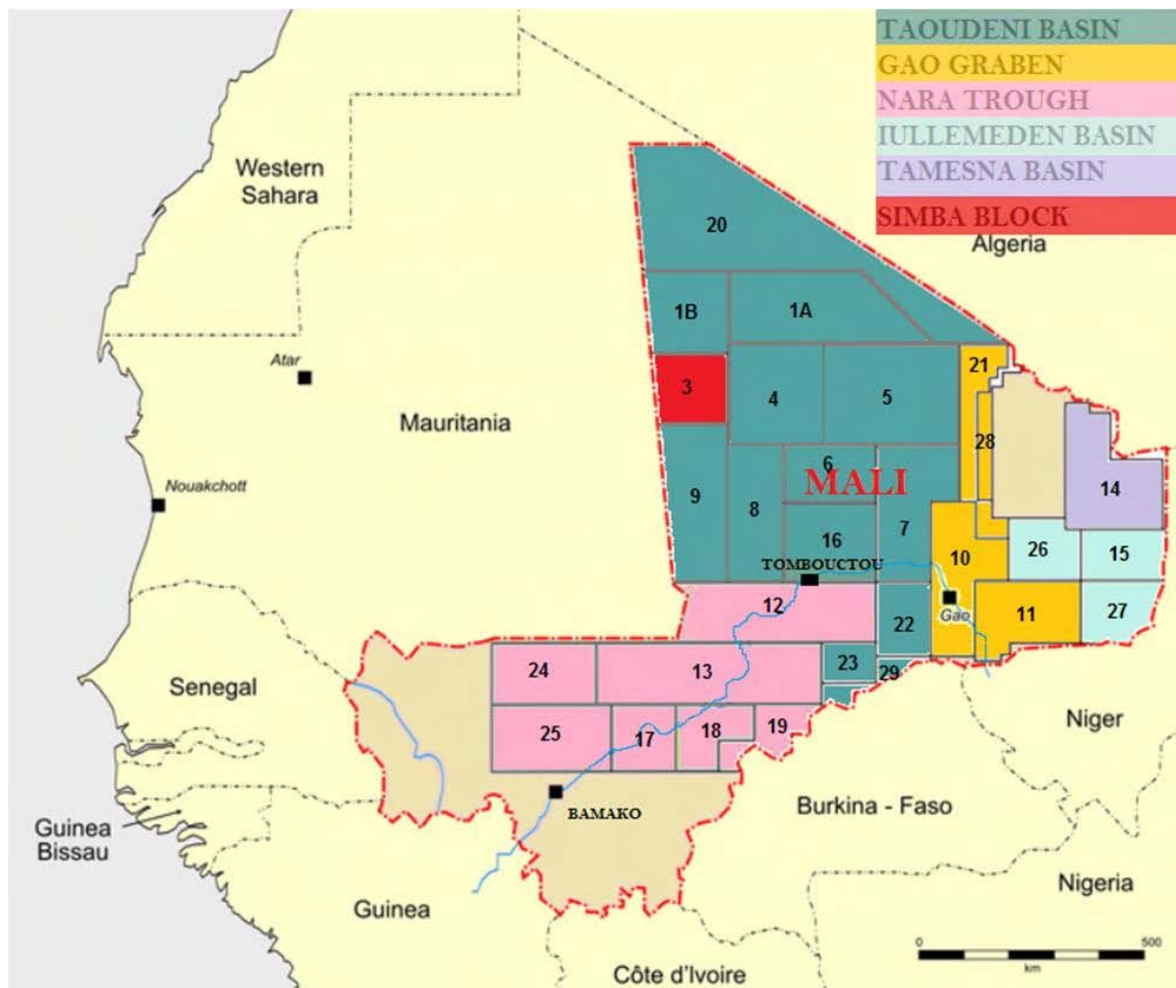 TAOUDENI BASIN
GAO GRABEN
NARA TROUGH
IULLEMEDEN BASIN
TAMESNA BASIN
SIMBA BLOCK
Western
Sahara
Algeria
20
1B
1A
Atar
21
3
4
5
Mauritania
28
6
MALI
Nouakchott
14
9
8
7
16
10
26
15
TOMBOUCTOU
12
11
27
Gao
22
23
29
24
13
Senegal
Niger
25
17
18
19
BAMAKO
Burkina - Faso
Guinea
Bissau
Nigeria
Guinea
0
500
km
Côte d'Ivoire